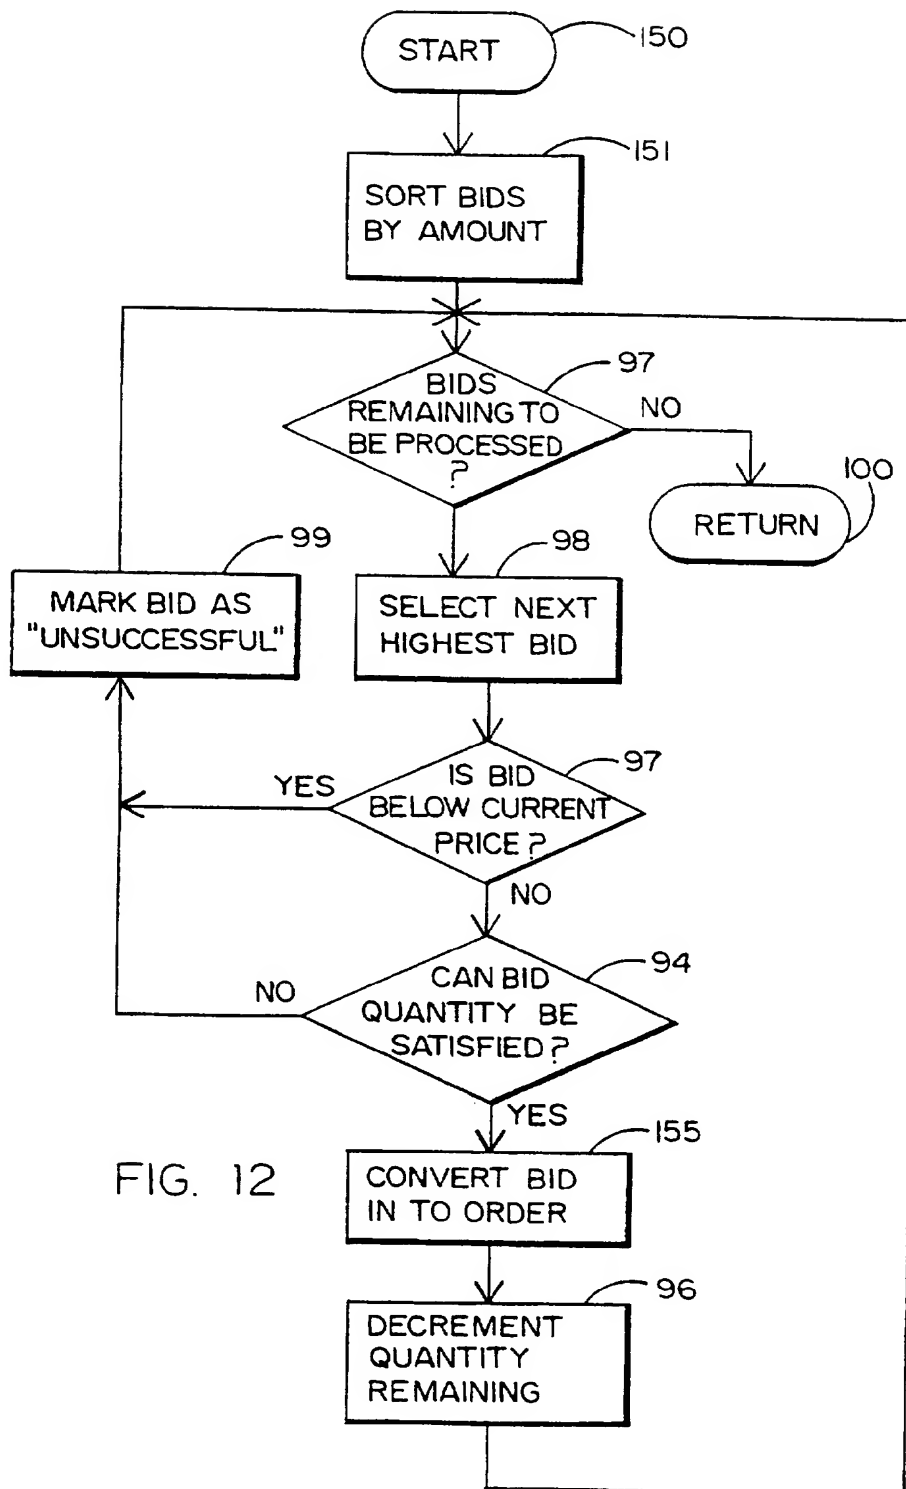 START
150
151
SORT BIDS
BY AMOUNT
97
BIDS
REMAINING TO
BE PROCESSED
?
NO
100
RETURN
99
MARK BID AS
"UNSUCCESSFUL"
98
SELECT NEXT
HIGHEST BID
97
YES
IS BID
BELOW CURRENT
PRICE?
NO
94
NO
CAN BID
QUANTITY BE
SATISFIED?
YES
155
CONVERT BID
IN TO ORDER
FIG. 12
96
DECREMENT
QUANTITY
REMAINING